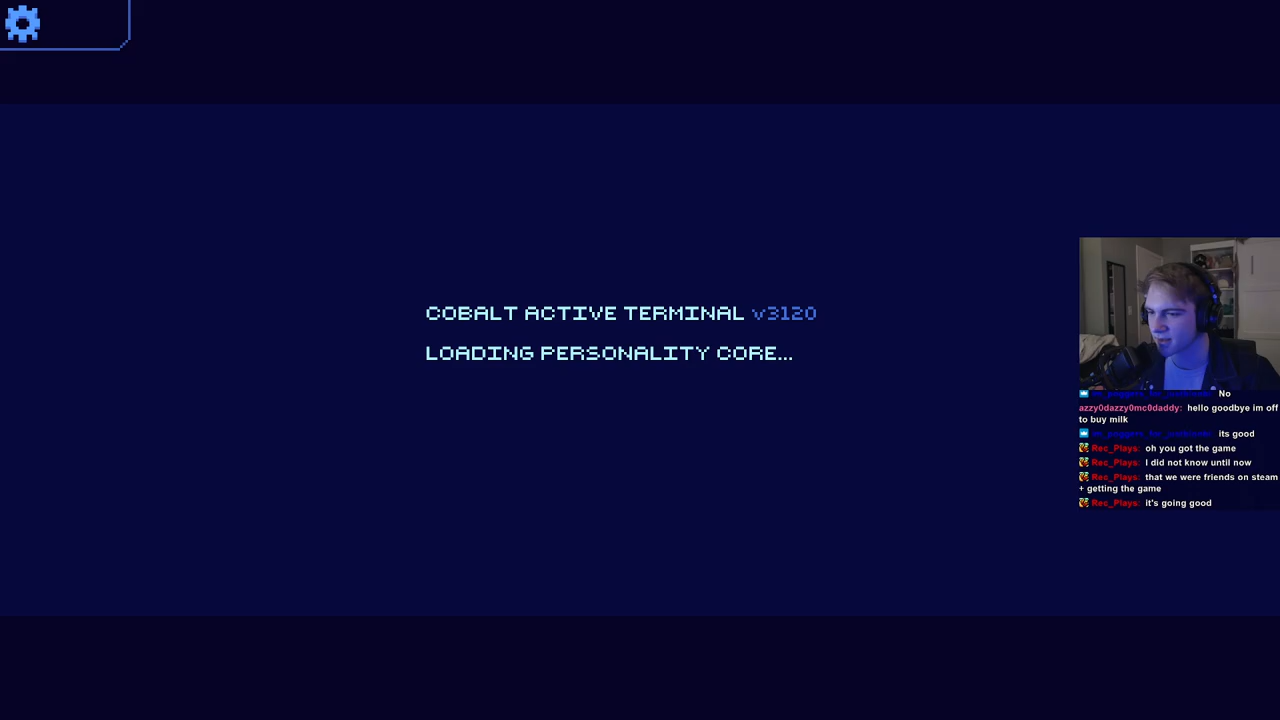 COBALT ACTIVE TERMINAL v3120
LOADING PERSONALITY CORE...
No
azzy0dazzy0mc0daddy: hello goodbye im off
to buy milk
its good
Rec_Plays: oh you got the game
Rec_Plays: I did not know until now
Rec_Plays: that we were friends on steam
+ getting the game
Rec_Plays: it's going good